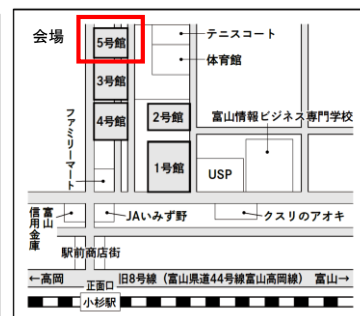 会場
5号館
テニスコート
体育館
3号館
4号館
2号館
富山情報ビジネス専門学校
ファミリーマート
1号館
USP
富山
信用金庫
JAいみず野
クスリのアオキ
駅前商店街
←高岡
旧8号線(富山県道44号線富山高岡線)
富山→
正面口
小杉駅